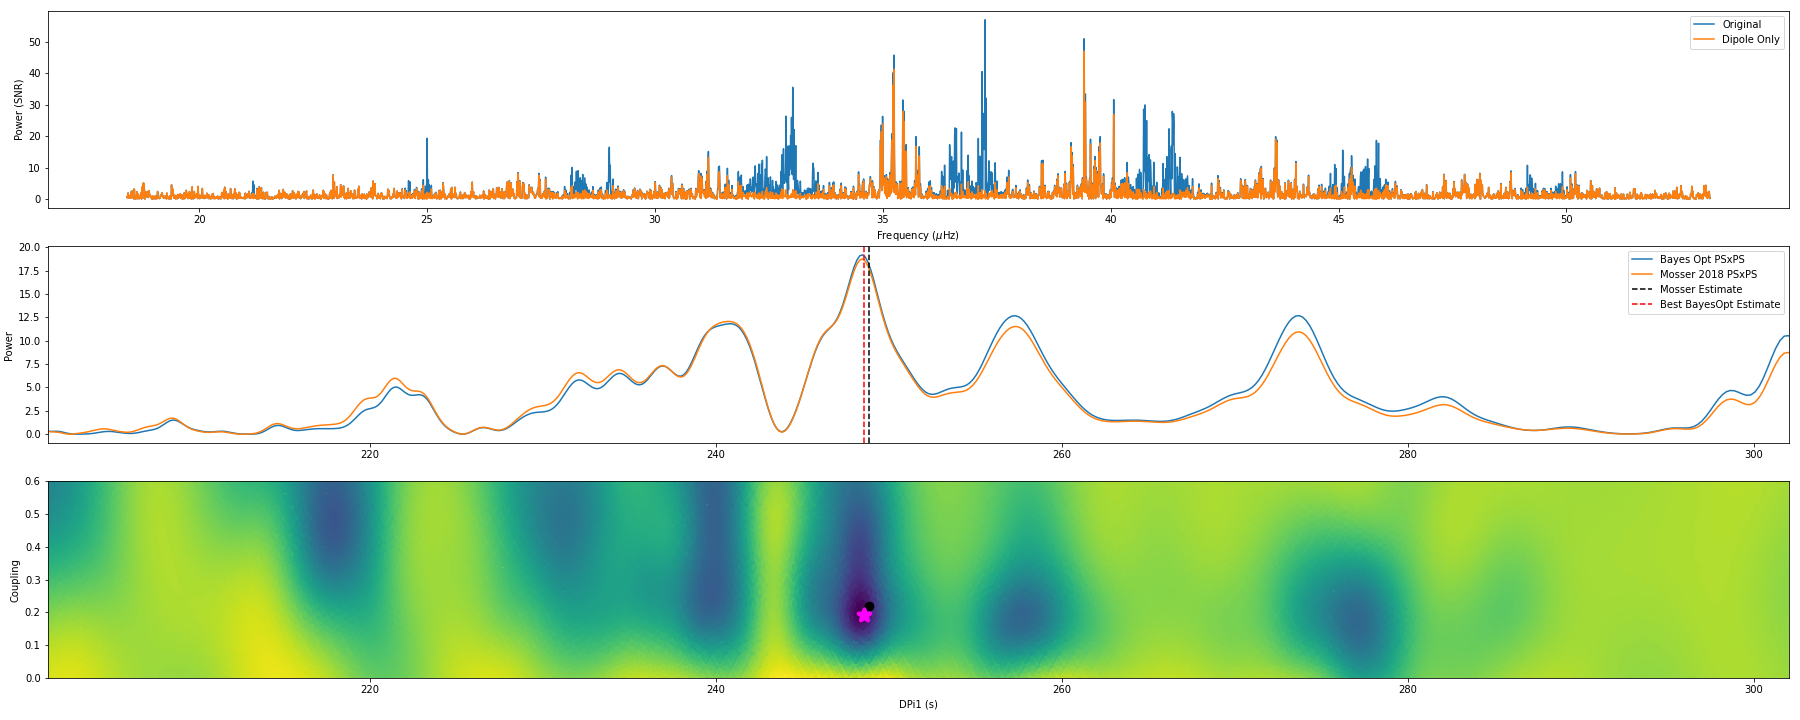 Power (SNR)
50
40
30
20
10
0
Original
Dipole Only
20 25 30 35 40 45 50
Frequency (μHz)
Power
20.0
17.5
15.0
12.5
10.0
7.5
5.0
2.5
0.0
Bayes Opt PSxPS
Mosser 2018 PSxPS
Mosser Estimate
Best BayesOpt Estimate
220 240 260 280 300
Coupling
0.6
0.5
0.4
0.3
0.2
0.1
0.0
220 240 260 280 300
DPi1 (s)